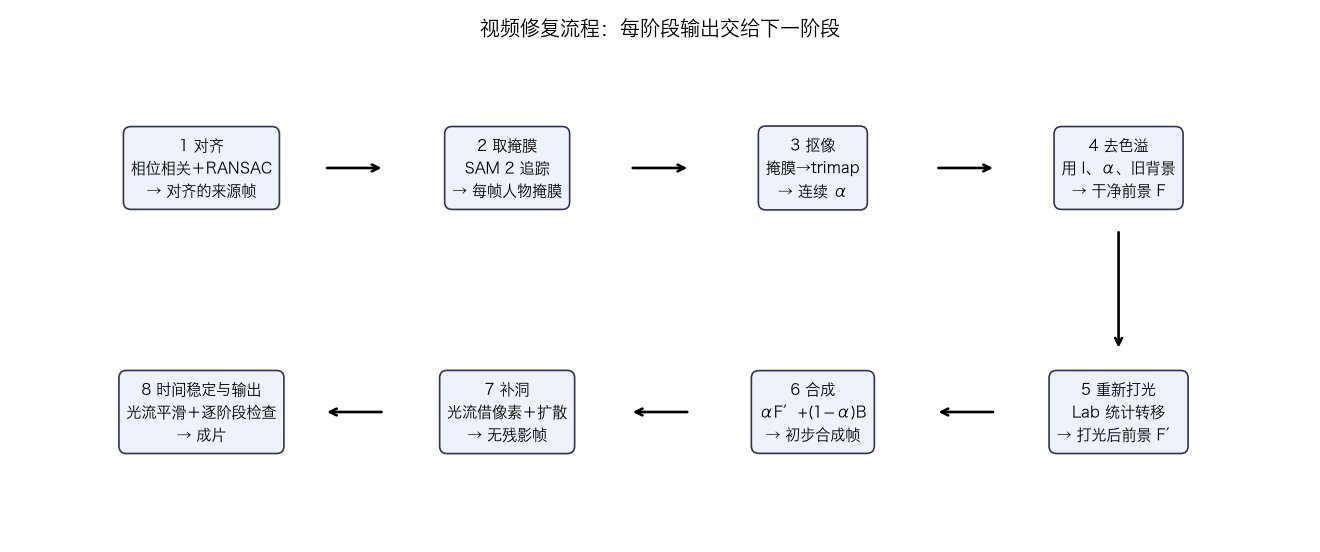 视频修复流程：每阶段输出交给下一阶段
1 对齐
相位相关+RANSAC
→ 对齐的来源帧
2 取掩膜
SAM 2 追踪
→ 每帧人物掩膜
3 抠像
掩膜→trimap
→ 连续 α
4 去色溢
用 I、α、旧背景
→ 干净前景 F
5 重新打光
Lab 统计转移
→ 打光后前景 F′
6 合成
αF′ +(1−α)B
→ 初步合成帧
7 补洞
光流借像素+扩散
→ 无残影帧
8 时间稳定与输出
光流平滑+逐阶段检查
→ 成片